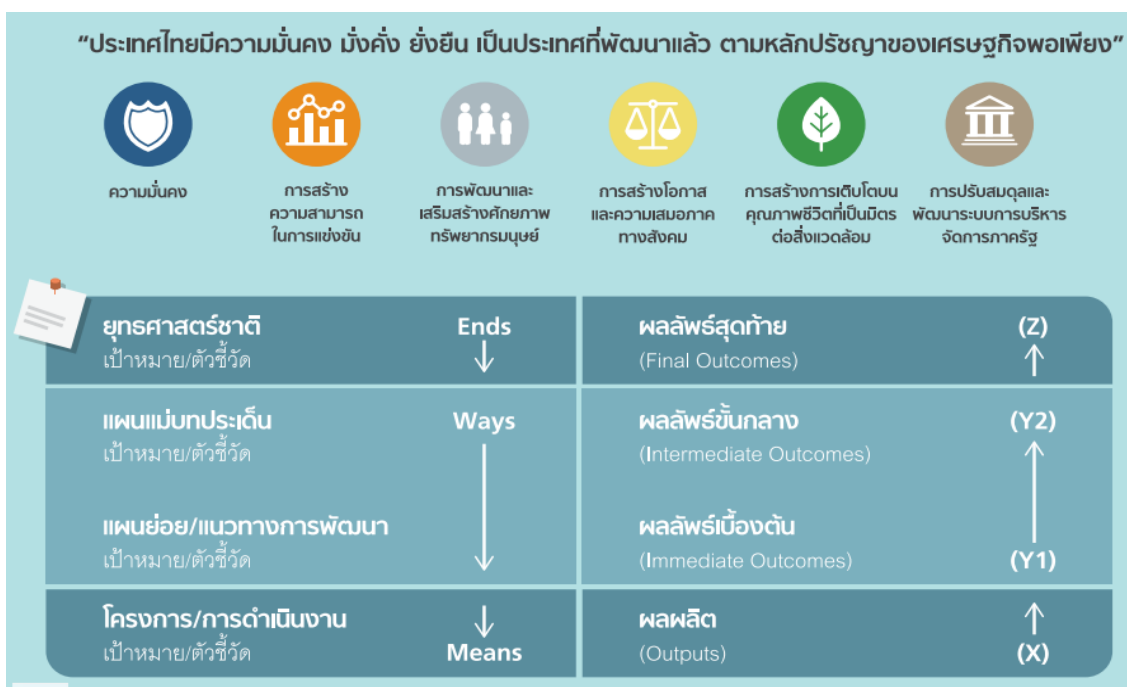 “ประเทศไทยมีความมั่นคง มั่งคั่ง ยั่งยืน เป็นประเทศที่พัฒนาแล้ว ตามหลักปรัชญาของเศรษฐกิจพอเพียง”
ความมั่นคง
การสร้าง
ความสามารถ
ในการแข่งขัน
การพัฒนาและ
เสริมสร้างศักยภาพ
ทรัพยากรมนุษย์
การสร้างโอกาส
และความเสมอภาค
ทางสังคม
การสร้างการเติบโตบน
คุณภาพชีวิตที่เป็นมิตร
ต่อสิ่งแวดล้อม
การปรับสมดุลและ
พัฒนาระบบการบริหาร
จัดการภาครัฐ
ยุทธศาสตร์ชาติ Ends ผลลัพธ์สุดท้าย (Z)
เป้าหมาย/ตัวชี้วัด (Final Outcomes)
แผนแม่บทประเด็น Ways ผลลัพธ์ขั้นกลาง (Y2)
เป้าหมาย/ตัวชี้วัด (Intermediate Outcomes)
แผนย่อย/แนวทางการพัฒนา ผลลัพธ์เบื้องต้น
เป้าหมาย/ตัวชี้วัด (Immediate Outcomes) (Y1)
โครงการ/การดำเนินงาน ผลผลิต
เป้าหมาย/ตัวชี้วัด Means (Outputs) (X)